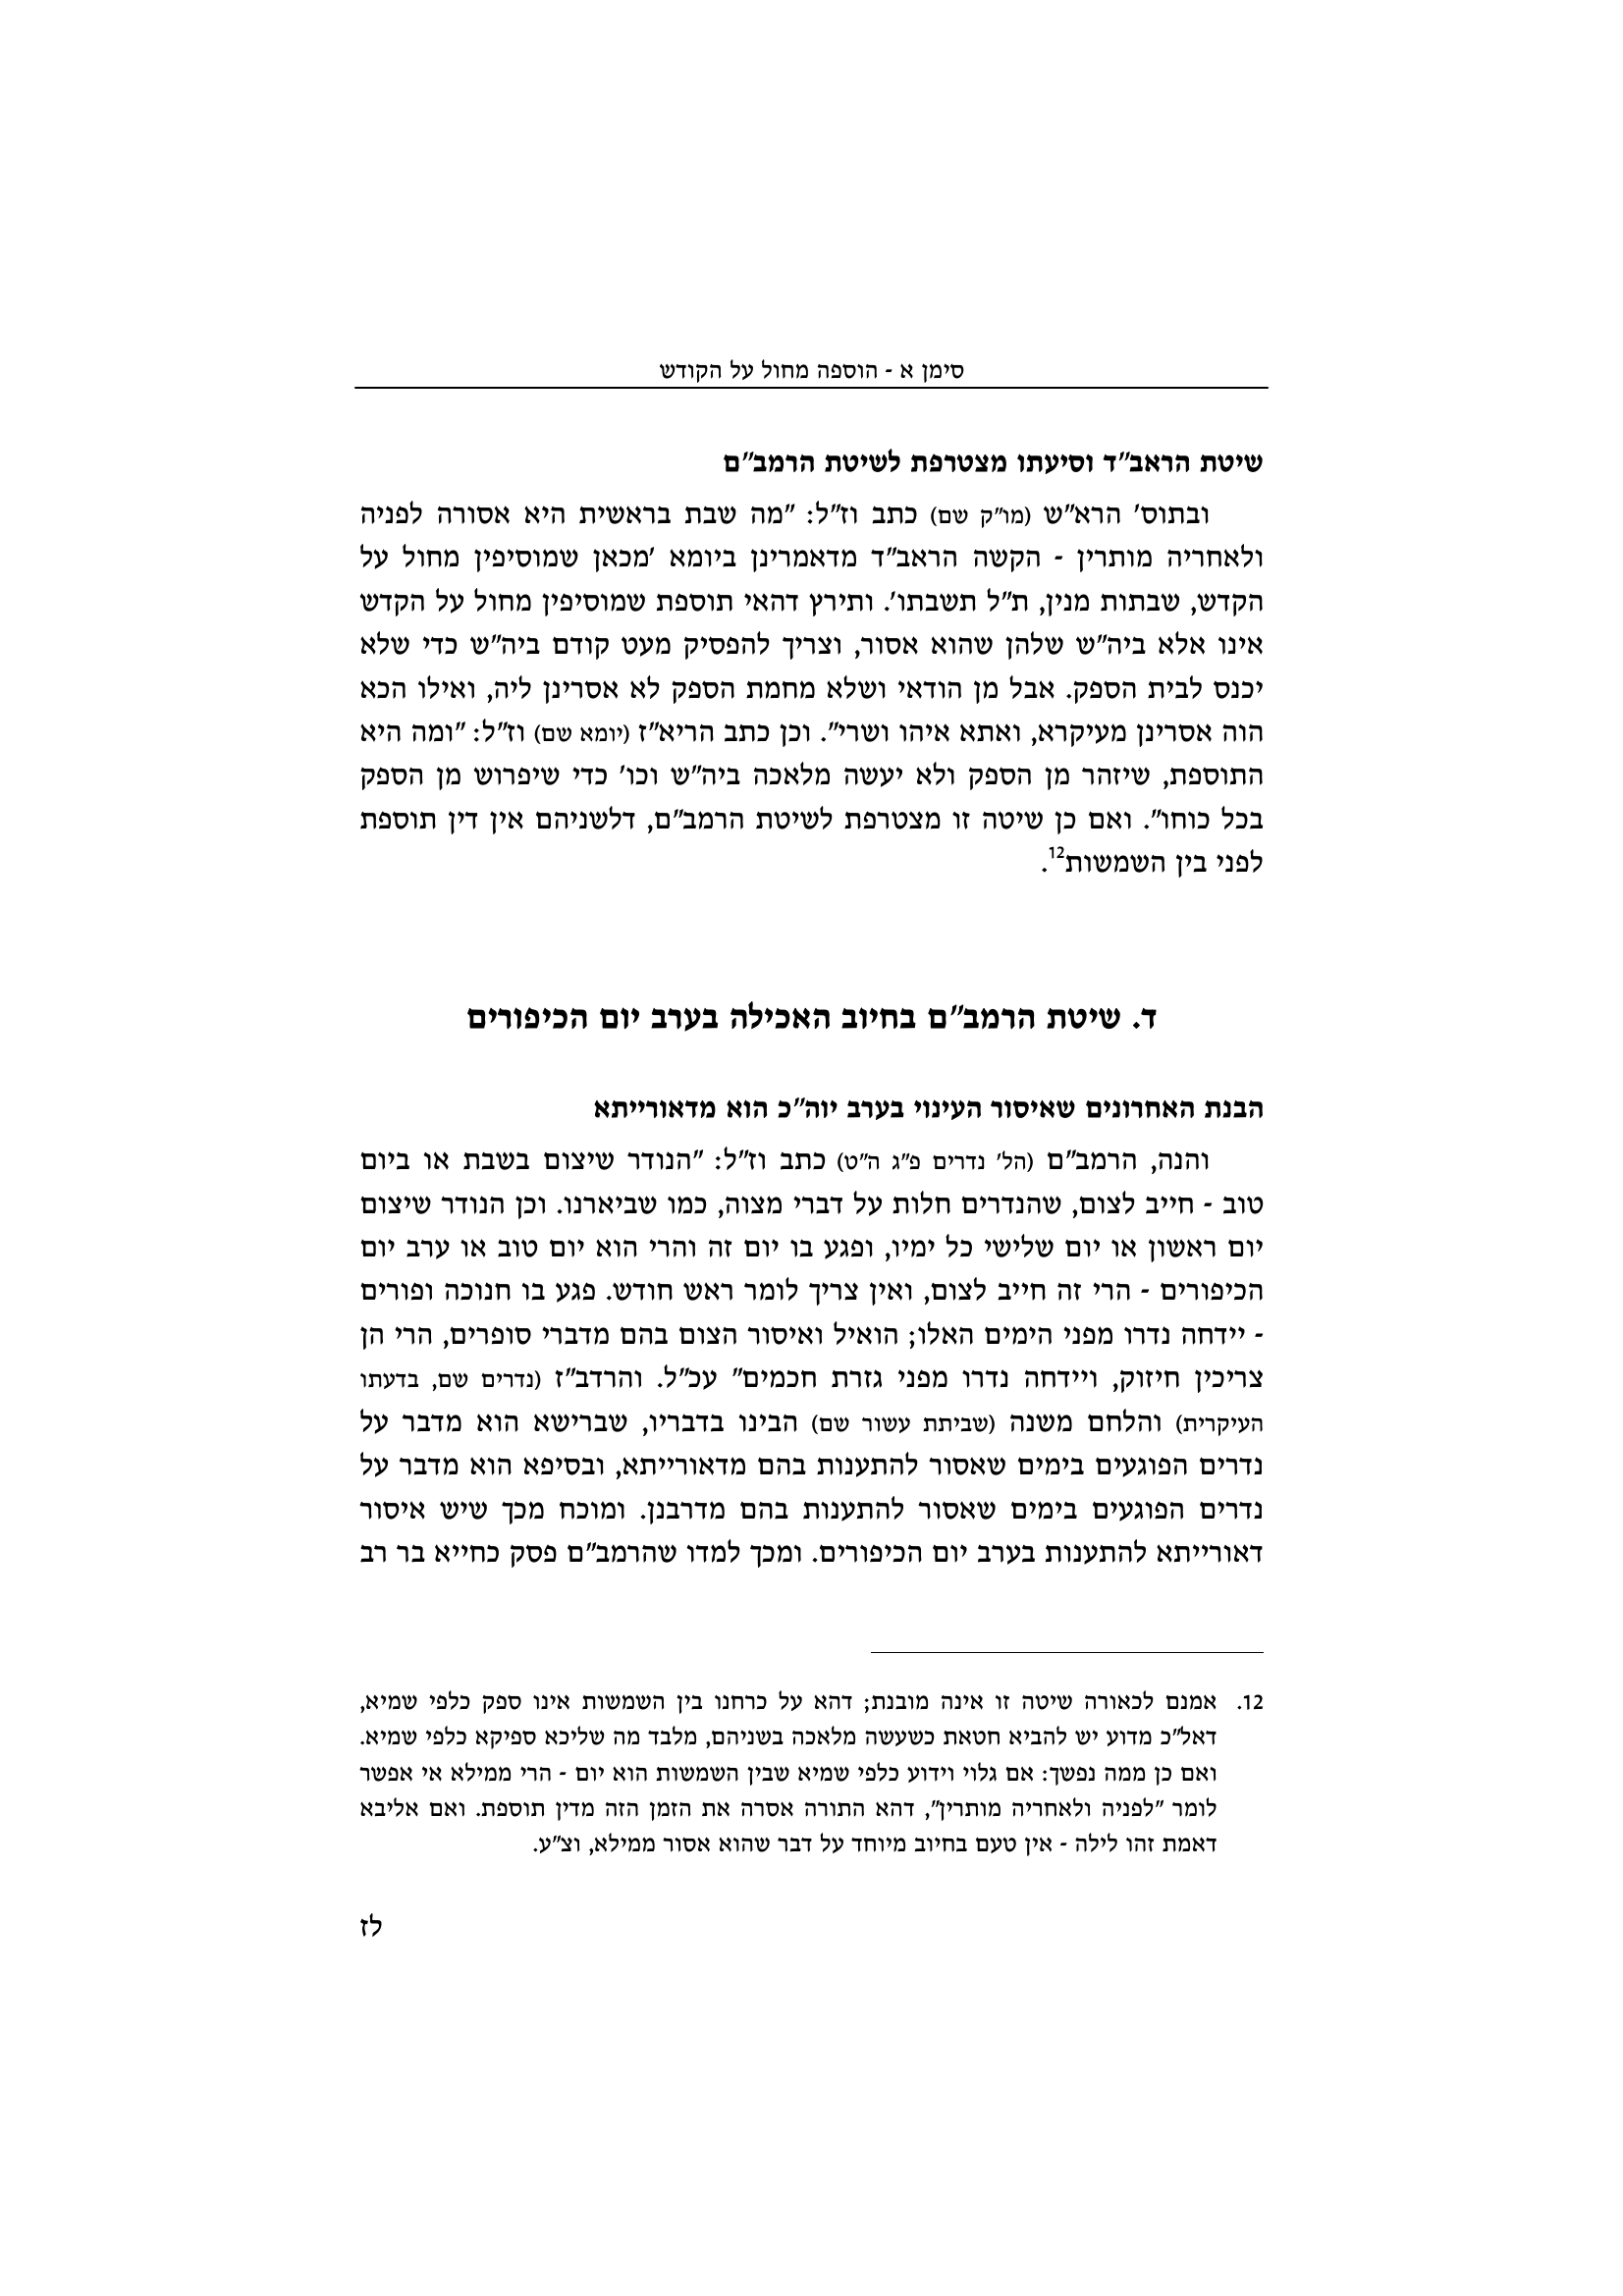 סימן א - הוספה מחול על הקודש
שיטת הראב"ד וסיעתו מצטרפת לשיטת הרמב"ם
ובתוס' הרא"ש (מו"ק שם) כתב וז"ל: "מה שבת בראשית היא אסורה לפניה
ולאחריה מותרין - הקשה הראב"ד מדאמרינן ביומא 'מכאן שמוסיפין מחול על
הקדש, שבתות מנין, ת"ל תשבתו'. ותירץ דהאי תוספת שמוסיפין מחול על הקדש
אינו אלא ביה"ש שלהן שהוא אסור, וצריך להפסיק מעט קודם ביה"ש כדי שלא
יכנס לבית הספק. אבל מן הודאי ושלא מחמת הספק לא אסרינן ליה, ואילו הכא
הוה אסרינן מעיקרא, ואתא איהו ושרי". וכן כתב הריא"ז (יומא שם) וז"ל: "ומה היא
התוספת, שיזהר מן הספק ולא יעשה מלאכה ביה"ש וכו' כדי שיפרוש מן הספק
בכל כוחו". ואם כן שיטה זו מצטרפת לשיטת הרמב"ם, דלשניהם אין דין תוספת
לפני בין השמשות12.
ד. שיטת הרמב"ם בחיוב האכילה בערב יום הכיפורים
הבנת האחרונים שאיסור העינוי בערב יוה"כ הוא מדאורייתא
והנה, הרמב"ם (הל' נדרים פ"ג ה"ט) כתב וז"ל: "הנודר שיצום בשבת או ביום
טוב - חייב לצום, שהנדרים חלות על דברי מצוה, כמו שביארנו. וכן הנודר שיצום
יום ראשון או יום שלישי כל ימיו, ופגע בו יום זה והרי הוא יום טוב או ערב יום
הכיפורים - הרי זה חייב לצום, ואין צריך לומר ראש חודש. פגע בו חנוכה ופורים
- יידחה נדרו מפני הימים האלו; הואיל ואיסור הצום בהם מדברי סופרים, הרי הן
צריכין חיזוק, ויידחה נדרו מפני גזרת חכמים" עכ"ל. והרדב"ז (נדרים שם, בדעתו
העיקרית) והלחם משנה (שביתת עשור שם) הבינו בדבריו, שברישא הוא מדבר על
נדרים הפוגעים בימים שאסור להתענות בהם מדאורייתא, ובסיפא הוא מדבר על
נדרים הפוגעים בימים שאסור להתענות בהם מדרבנן. ומוכח מכך שיש איסור
דאורייתא להתענות בערב יום הכיפורים. ומכך למדו שהרמב"ם פסק כחייא בר רב
12. אמנם לכאורה שיטה זו אינה מובנת; דהא על כרחנו בין השמשות אינו ספק כלפי שמיא,
דאל"כ מדוע יש להביא חטאת כשעשה מלאכה בשניהם, מלבד מה שליכא ספיקא כלפי שמיא.
ואם כן ממה נפשך: אם גלוי וידוע כלפי שמיא שבין השמשות הוא יום - הרי ממילא אי אפשר
לומר "לפניה ולאחריה מותרין", דהא התורה אסרה את הזמן הזה מדין תוספת. ואם אליבא
דאמת זהו לילה - אין טעם בחיוב מיוחד על דבר שהוא אסור ממילא, וצ"ע.
לז